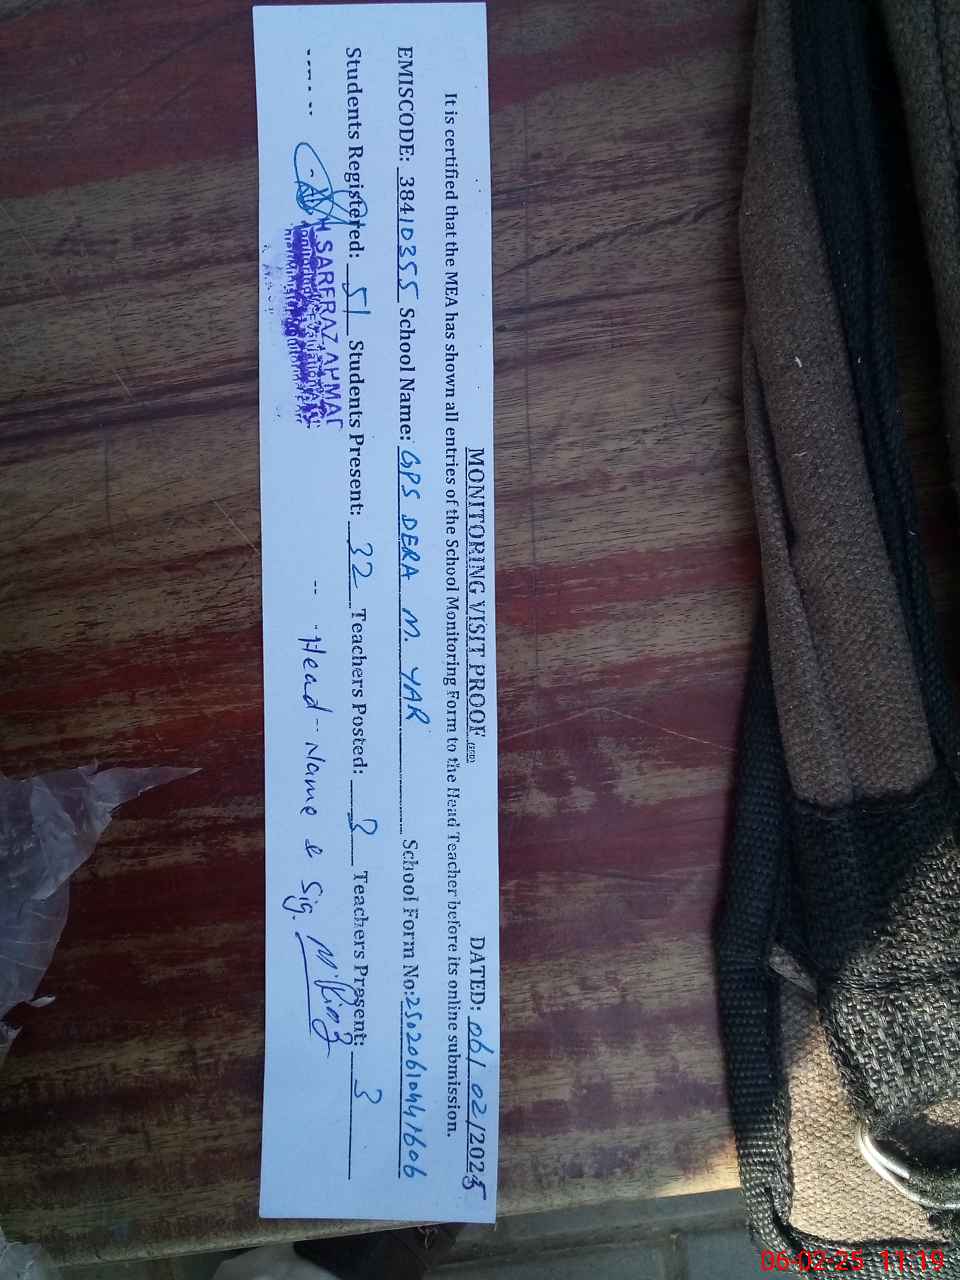 MONITORING VISIT PROOF
DATED: 06/02/2025
It is certified that the MEA has shown all entries of the School Monitoring Form to the Head Teacher before its online submission.
EMISCODE: 38410355 School Name: GPS DERA M. YAR School Form No:
Students Registered: 51 Students Present: 32 Teachers Posted: 3 Teachers Present: 3
Head Name & Sig.
SARFRAZ AHMAD
06-02-25 11:19